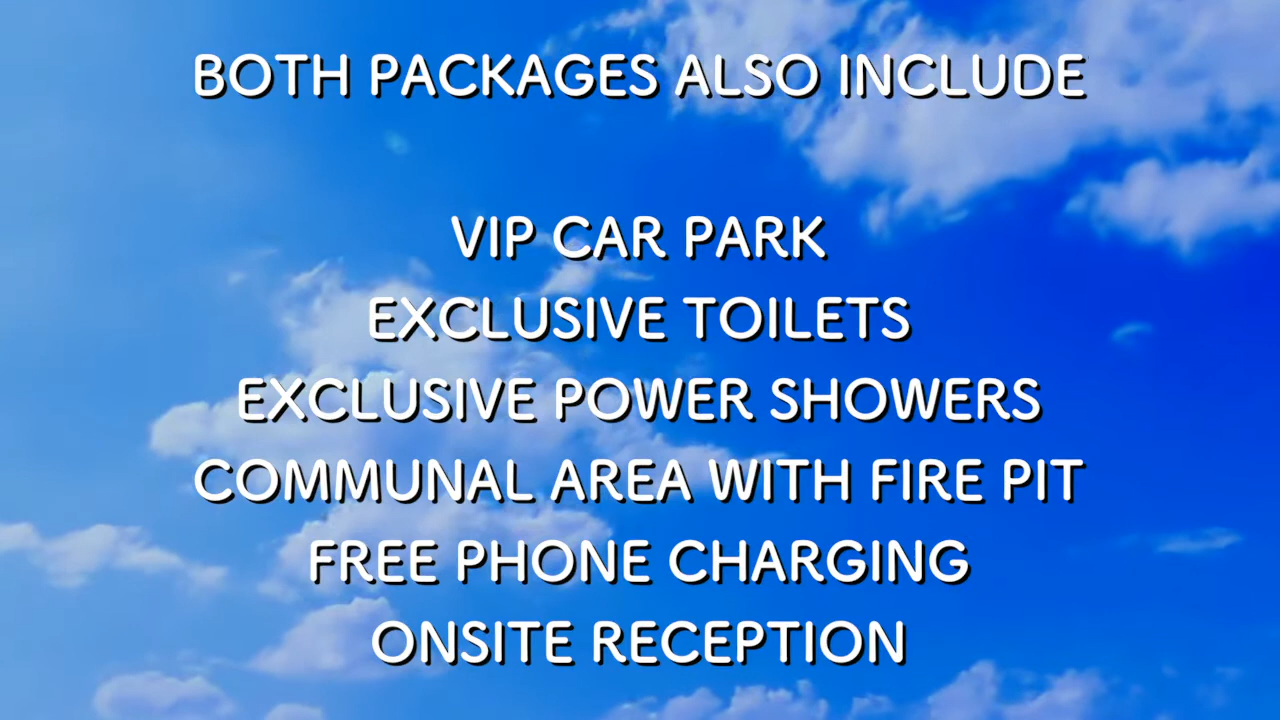 BOTH PACKAGES ALSO INCLUDE
VIP CAR PARK
EXCLUSIVE TOILETS
EXCLUSIVE POWER SHOWERS
COMMUNAL AREA WITH FIRE PIT
FREE PHONE CHARGING
ONSITE RECEPTION